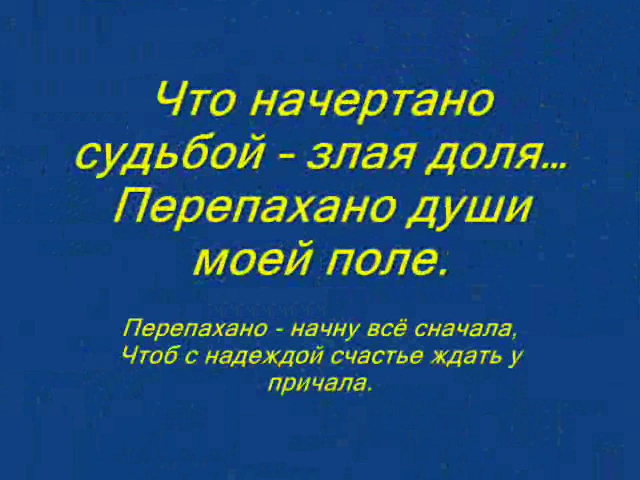 Что начертано
судьбой - злая доля...
Перепахано души
моей поле.
Перепахано - начну всё сначала,
Чтоб с надеждой счастье ждать у
причала.